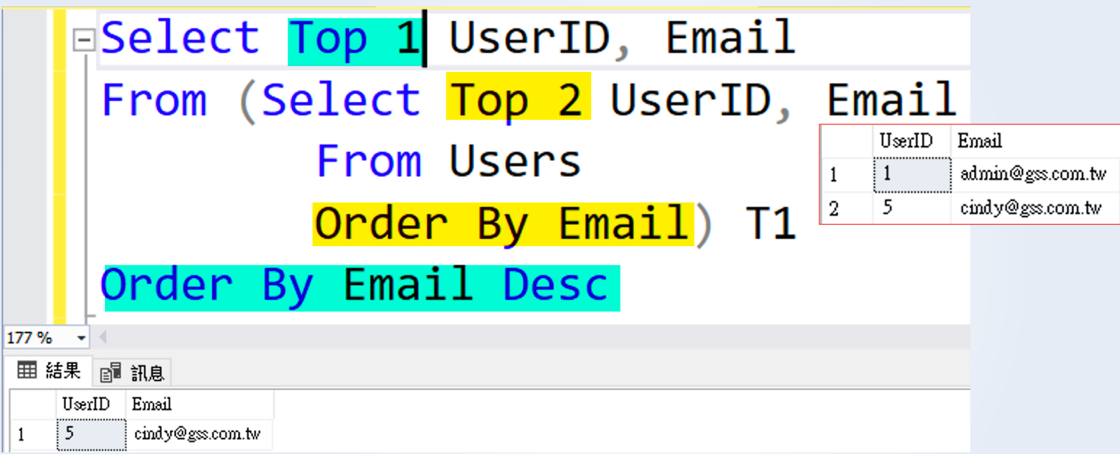 Select Top 1 UserID, Email
From (Select Top 2 UserID, Email
From Users
Order By Email) T1
Order By Email Desc
UserID Email
1 1 admin@gss.com.tw
2 5 cindy@gss.com.tw
177 %
結果 訊息
UserID Email
1 5 cindy@gss.com.tw